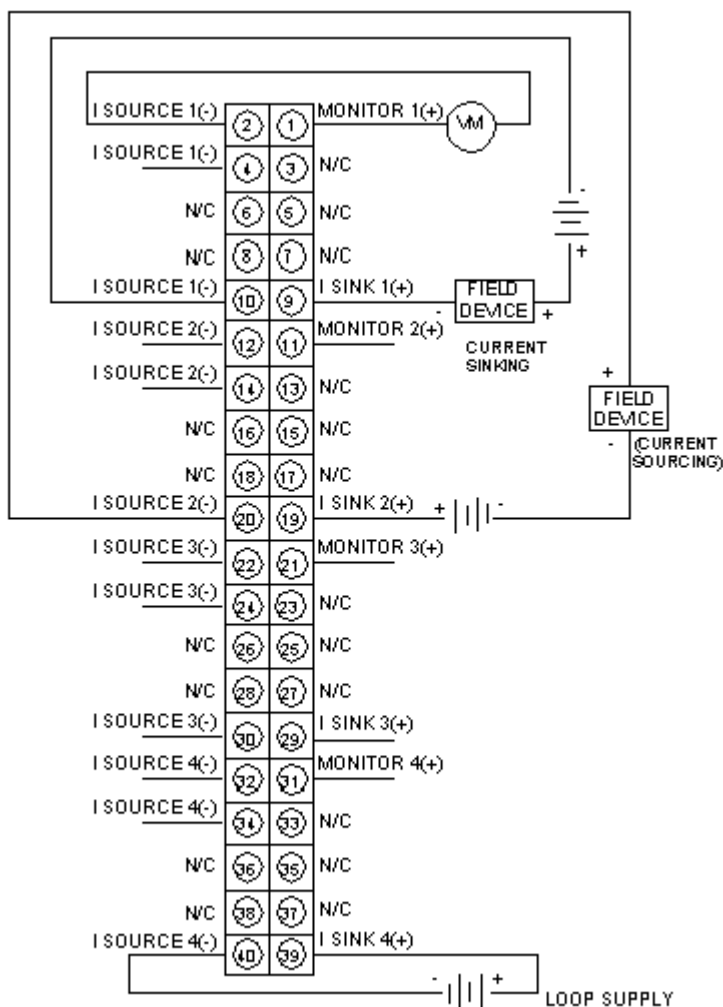 I SOURCE 1(-) 2 1 MONITOR 1(+) VM
I SOURCE 1(-) 4 3 N/C
N/C 6 5 N/C
N/C 8 7 N/C
I SOURCE 1(-) 10 9 I SINK 1(+)
- FIELD DEVICE +
CURRENT
SINKING
- +
I SOURCE 2(-) 12 11 MONITOR 2(+)
I SOURCE 2(-) 14 13 N/C
N/C 16 15 N/C
N/C 18 17 N/C
+
FIELD
DEVICE
-
(CURRENT
SOURCING)
I SOURCE 2(-) 20 19 I SINK 2(+) + -
I SOURCE 3(-) 22 21 MONITOR 3(+)
I SOURCE 3(-) 24 23 N/C
N/C 26 25 N/C
N/C 28 27 N/C
I SOURCE 3(-) 30 29 I SINK 3(+)
I SOURCE 4(-) 32 31 MONITOR 4(+)
I SOURCE 4(-) 34 33 N/C
N/C 36 35 N/C
N/C 38 37 N/C
I SOURCE 4(-) 40 39 I SINK 4(+)
- + LOOP SUPPLY